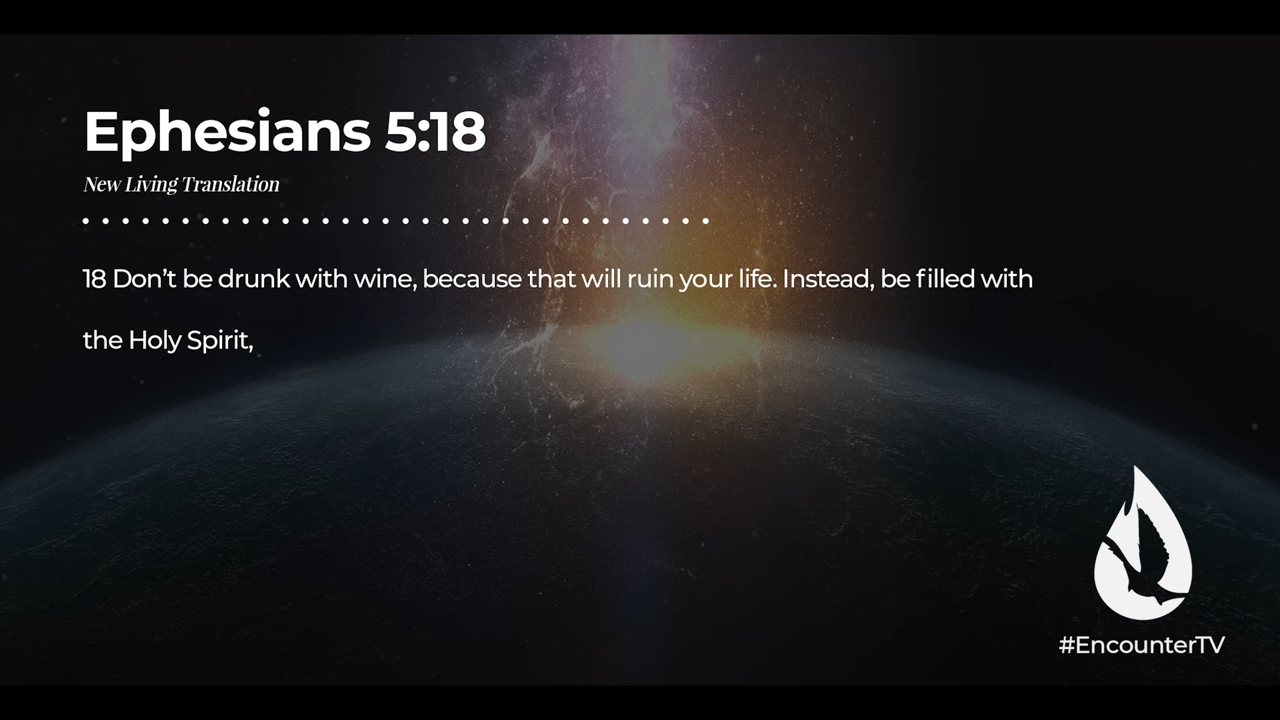 Ephesians 5:18
New Living Translation
18 Don’t be drunk with wine, because that will ruin your life. Instead, be filled with
the Holy Spirit,
#EncounterTV